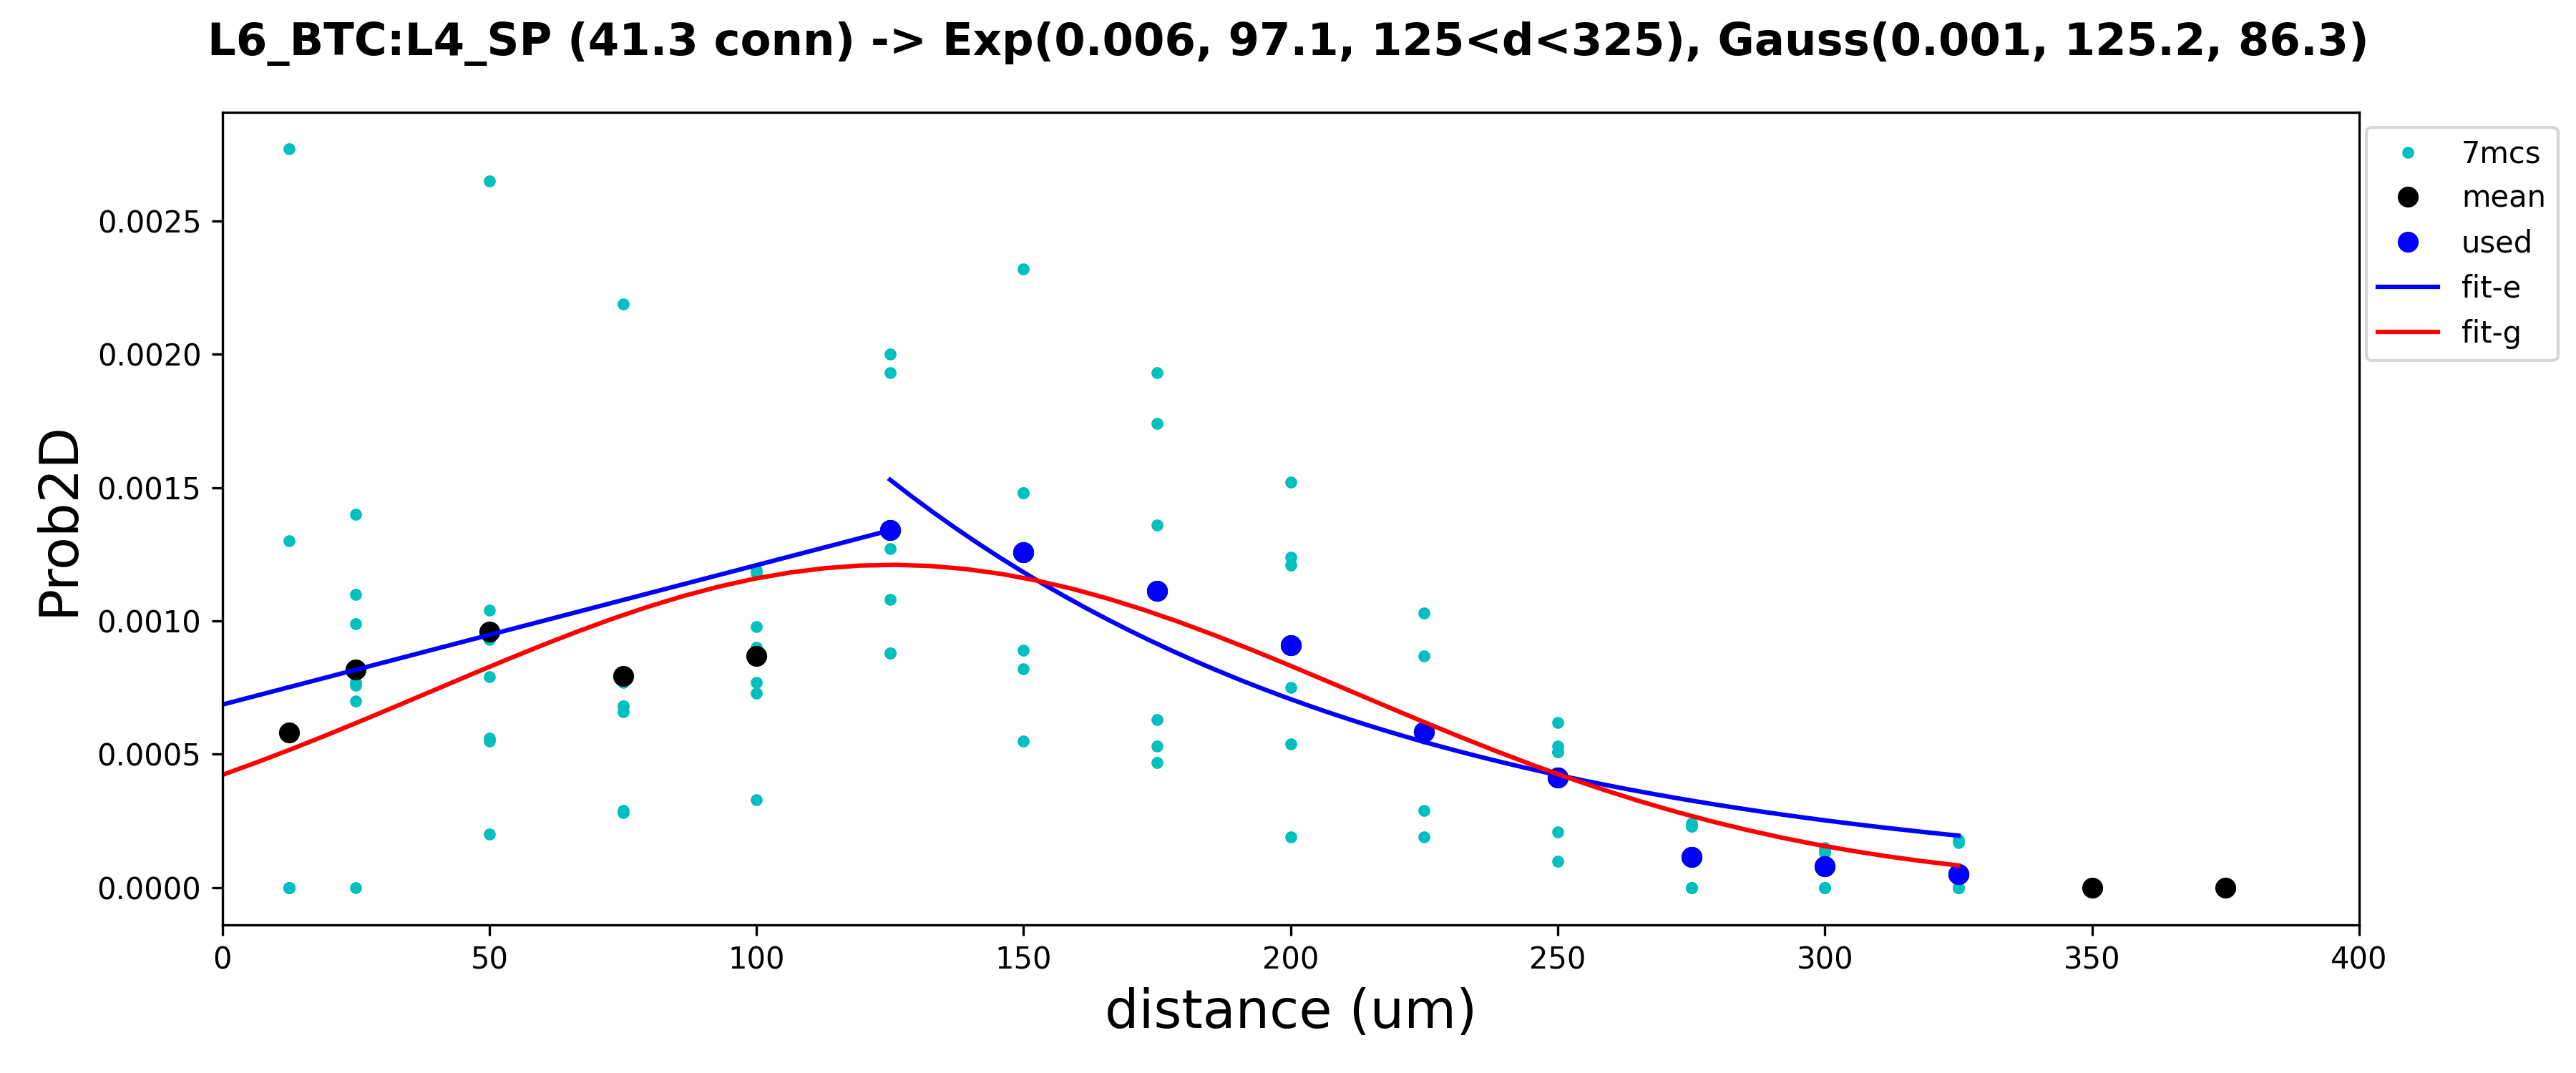 L6_BTC:L4_SP (41.3 conn) -> Exp(0.006, 97.1, 125<d<325), Gauss(0.001, 125.2, 86.3)
7mcs
mean
used
fit-e
fit-g
Prob2D
0.0025
0.0020
0.0015
0.0010
0.0005
0.0000
0 50 100 150 200 250 300 350 400
distance (um)